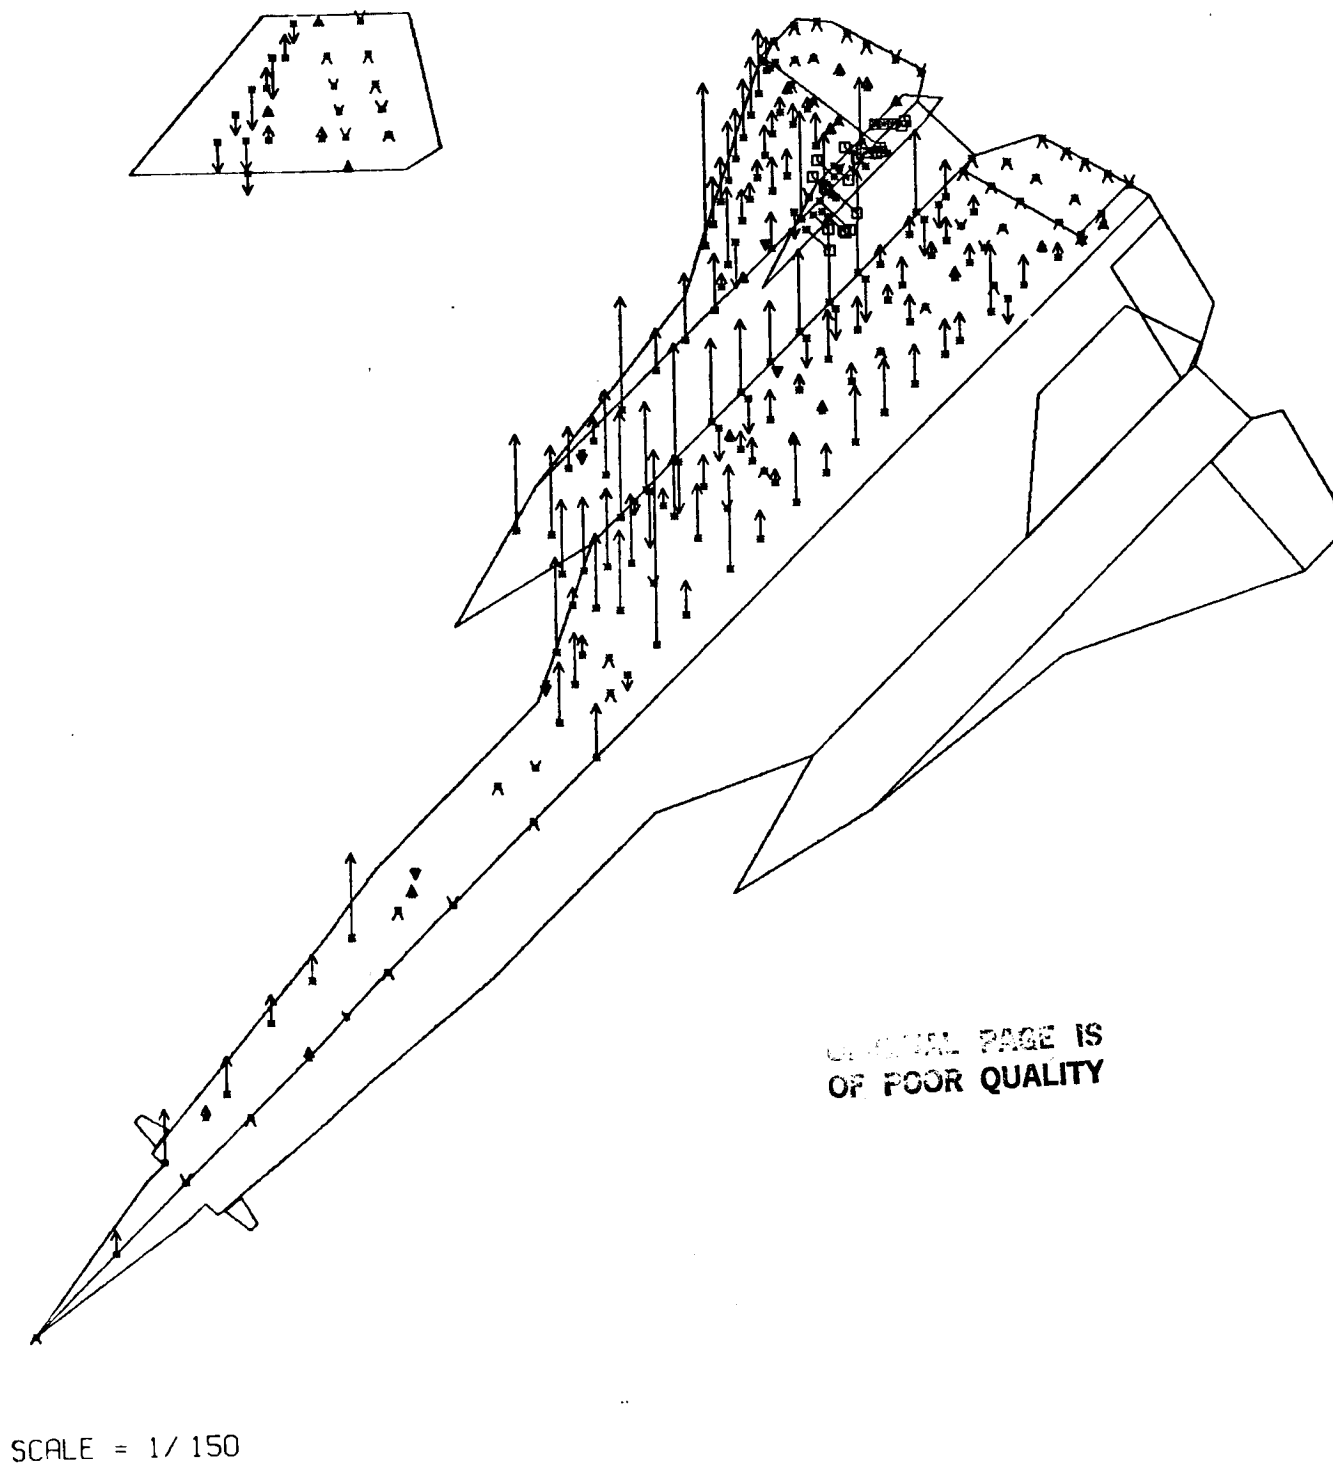 PAGE IS
OF POOR QUALITY
SCALE = 1/150